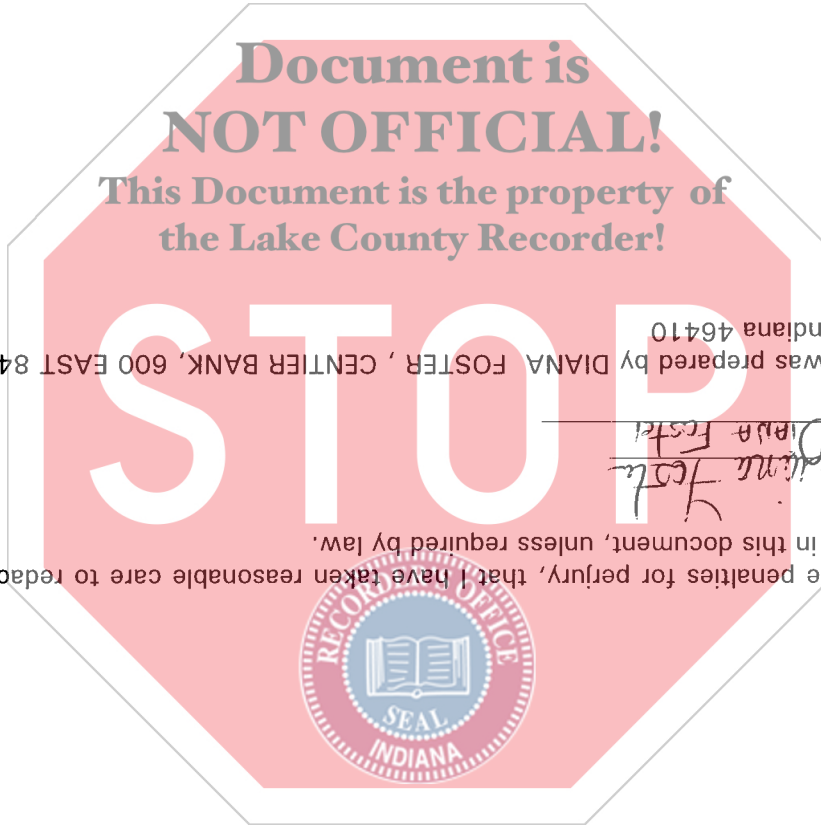 Document is
NOT OFFICIAL!
This Document is the property of
the Lake County Recorder!
STOP
RECORDER'S OFFICE
SEAL
INDIANA
e penalties for perjury, that I have taken reasonable care to redac
in this document, unless required by law.
Diana Foster
DIANA FOSTER
was prepared by DIANA FOSTER , CENTIER BANK, 600 EAST 84
ndiana 46410